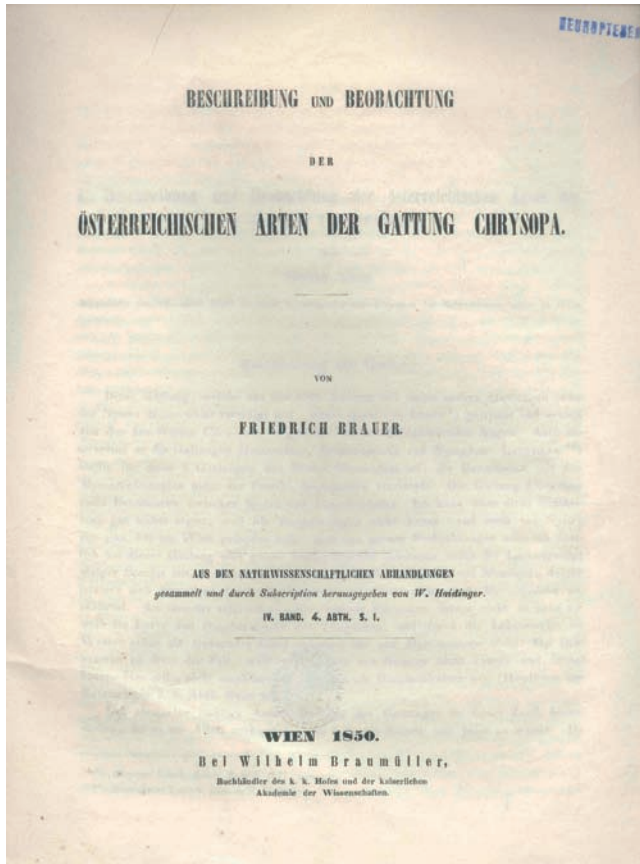 NEUROPTEREN
BESCHREIBUNG UND BEOBACHTUNG
DER
ÖSTERREICHISCHEN ARTEN DER GATTUNG CHRYSOPA.
VON
FRIEDRICH BRAUER.
AUS DEN NATURWISSENSCHAFTLICHEN ABHANDLUNGEN
gesammelt und durch Subscription herausgegeben von W. Haidinger.
IV. BAND. 4. ABTH. S. 1.
WIEN 1850.
Bei Wilhelm Braumüller,
Buchhändler des k. k. Hofes und der kaiserlichen
Akademie der Wissenschaften.